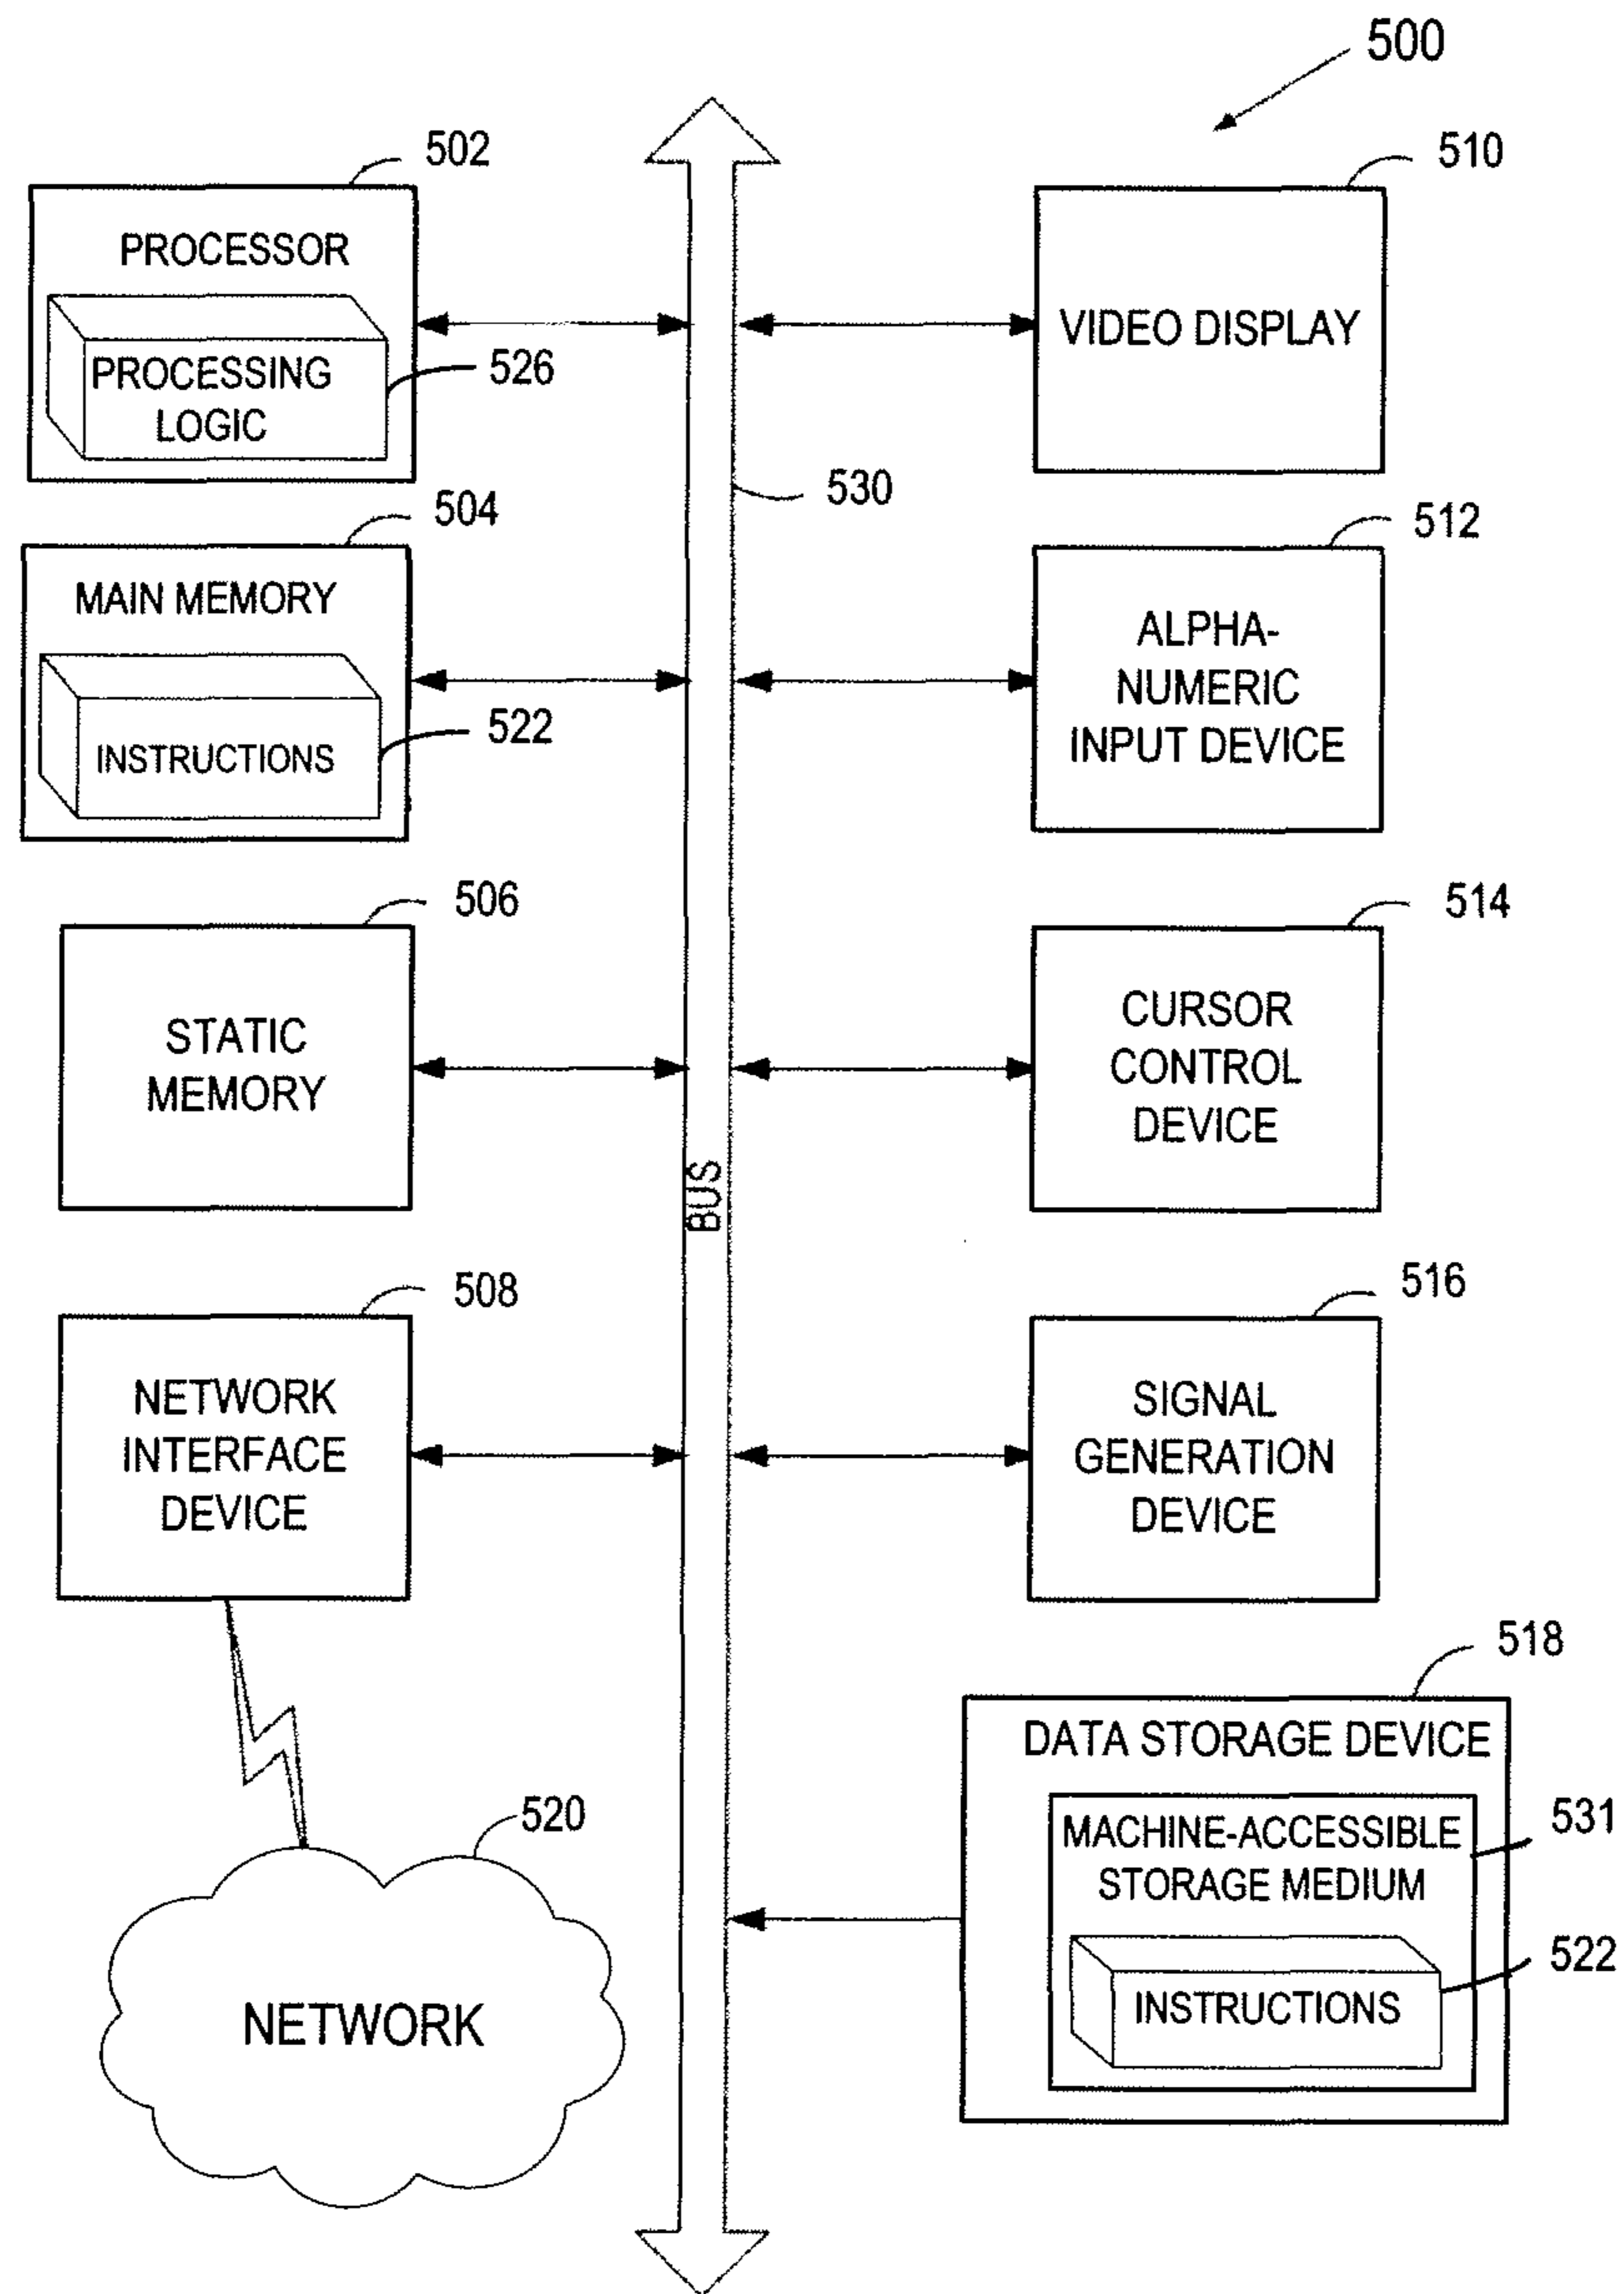 500
502
PROCESSOR
PROCESSING
LOGIC
526
504
MAIN MEMORY
INSTRUCTIONS
522
506
STATIC
MEMORY
508
NETWORK
INTERFACE
DEVICE
520
NETWORK
530
BUS
510
VIDEO DISPLAY
512
ALPHA-
NUMERIC
INPUT DEVICE
514
CURSOR
CONTROL
DEVICE
516
SIGNAL
GENERATION
DEVICE
518
DATA STORAGE DEVICE
531
MACHINE-ACCESSIBLE
STORAGE MEDIUM
522
INSTRUCTIONS